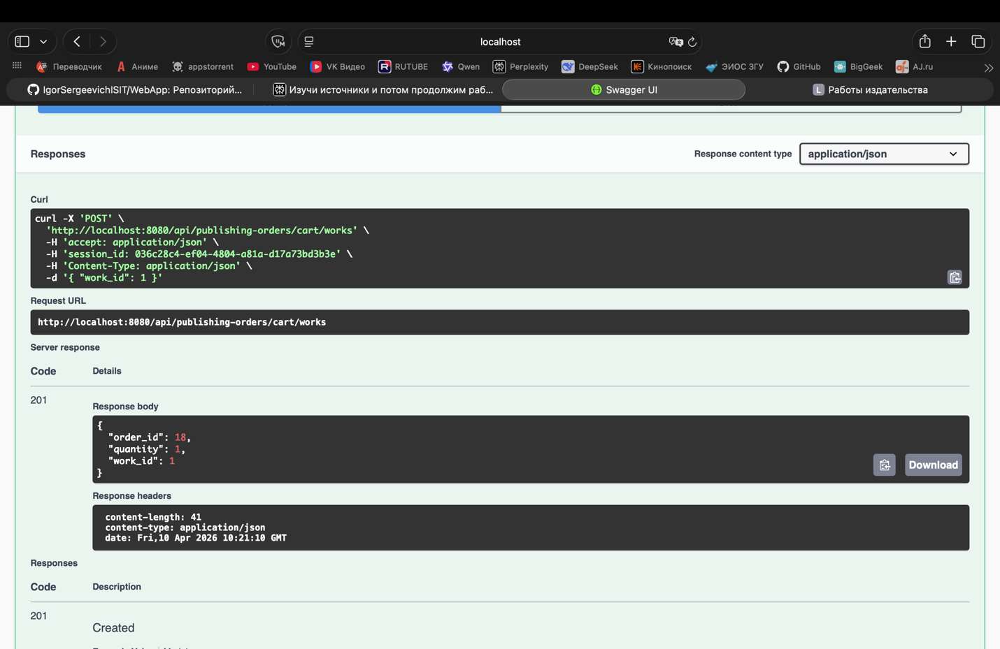 localhost
Переводчик
Аниме
appstorrent
YouTube
VK Видео
RUTUBE
Qwen
Perplexity
DeepSeek
Кинопоиск
ЭИОС ЗГУ
GitHub
BigGeek
AJ.ru
IgorSergeevichISIT/WebApp: Репозиторий...
Изучи источники и потом продолжим раб...
Swagger UI
L Работы издательства
Responses
Response content type
application/json
Curl
curl -X 'POST' \
'http://localhost:8080/api/publishing-orders/cart/works' \
-H 'accept: application/json' \
-H 'session_id: 036c28c4-ef04-4804-a81a-d17a73bd3b3e' \
-H 'Content-Type: application/json' \
-d '{ "work_id": 1 }'
Request URL
http://localhost:8080/api/publishing-orders/cart/works
Server response
Code Details
201
Response body
{
"order_id": 18,
"quantity": 1,
"work_id": 1
}
Download
Response headers
content-length: 41
content-type: application/json
date: Fri,10 Apr 2026 10:21:10 GMT
Responses
Code Description
201
Created